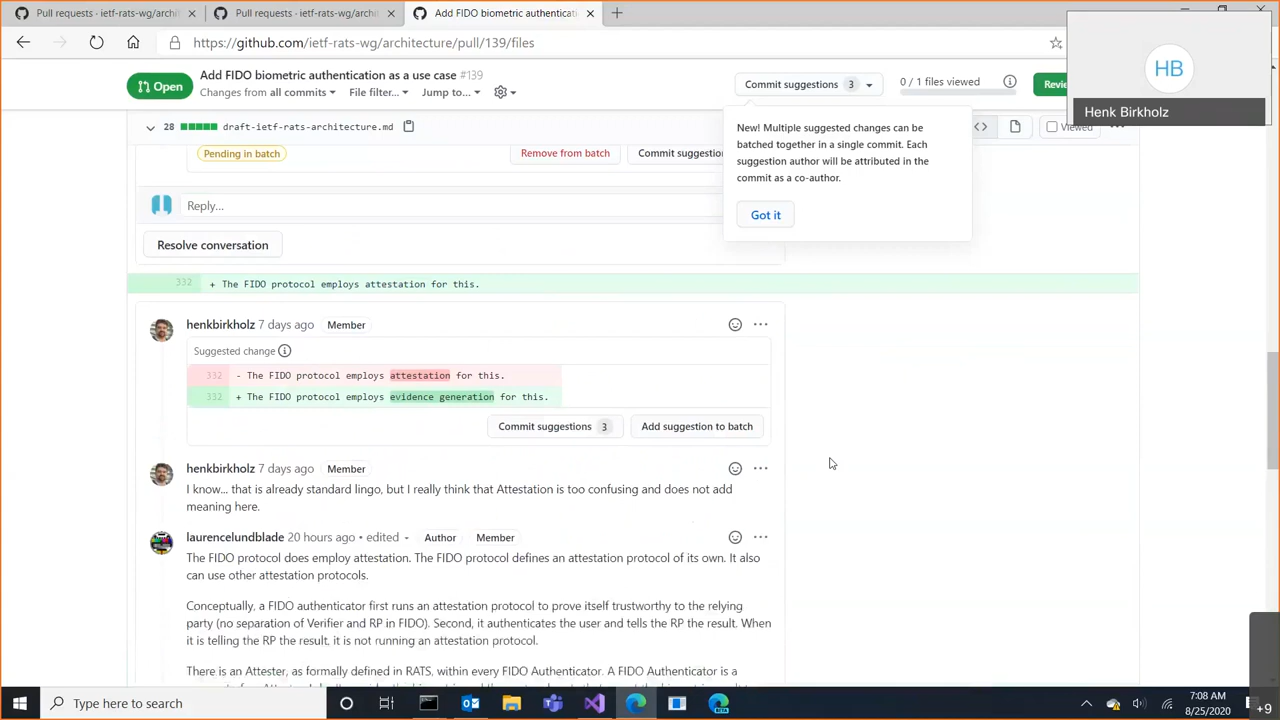 Pull requests · ietf-rats-wg/archit
Pull requests · ietf-rats-wg/archit
Add FIDO biometric authenticati
https://github.com/ietf-rats-wg/architecture/pull/139/files
HB
Henk Birkholz
Open
Add FIDO biometric authentication as a use case #139
Changes from all commits
File filter...
Jump to...
Commit suggestions 3
0 / 1 files viewed
28
draft-ietf-rats-architecture.md
Viewed
New! Multiple suggested changes can be
batched together in a single commit. Each
suggestion author will be attributed in the
commit as a co-author.
Got it
Pending in batch
Remove from batch
Commit suggestion
Reply...
Resolve conversation
332 + The FIDO protocol employs attestation for this.
henkbirkholz 7 days ago Member
Suggested change
332 - The FIDO protocol employs attestation for this.
332 + The FIDO protocol employs evidence generation for this.
Commit suggestions 3
Add suggestion to batch
henkbirkholz 7 days ago Member
I know... that is already standard lingo, but I really think that Attestation is too confusing and does not add
meaning here.
laurencelundblade 20 hours ago • edited Author Member
The FIDO protocol does employ attestation. The FIDO protocol defines an attestation protocol of its own. It also
can use other attestation protocols.
Conceptually, a FIDO authenticator first runs an attestation protocol to prove itself trustworthy to the relying
party (no separation of Verifier and RP in FIDO). Second, it authenticates the user and tells the RP the result. When
it is telling the RP the result, it is not running an attestation protocol.
There is an Attester, as formally defined in RATS, within every FIDO Authenticator. A FIDO Authenticator is a
Type here to search
7:08 AM
8/25/2020
+9